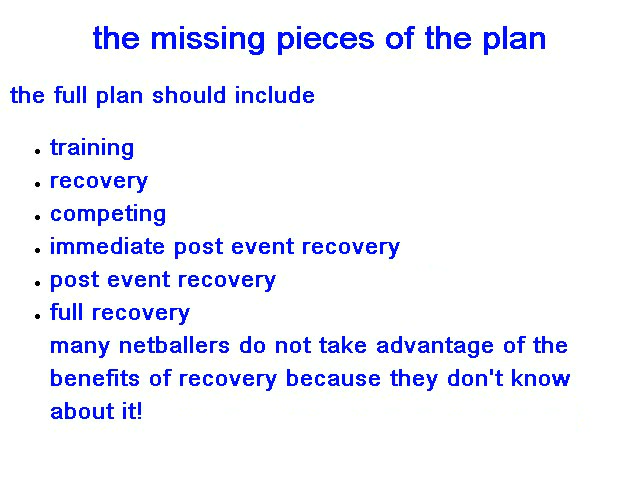 the missing pieces of the plan
the full plan should include
• training
• recovery
• competing
• immediate post event recovery
• post event recovery
• full recovery
many netballers do not take advantage of the
benefits of recovery because they don't know
about it!